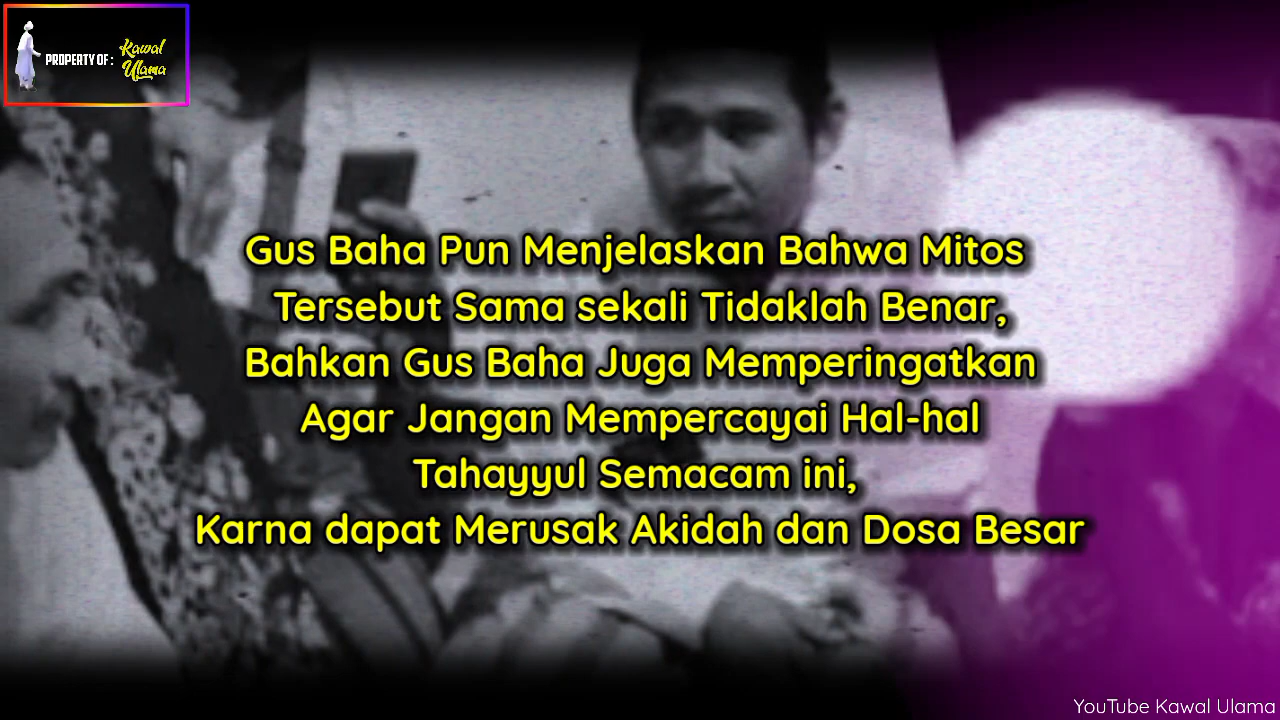 PROPERTY OF : Kawal Ulama
Gus Baha Pun Menjelaskan Bahwa Mitos
Tersebut Sama sekali Tidaklah Benar,
Bahkan Gus Baha Juga Memperingatkan
Agar Jangan Mempercayai Hal-hal
Tahayyul Semacam ini,
Karna dapat Merusak Akidah dan Dosa Besar
YouTube Kawal Ulama